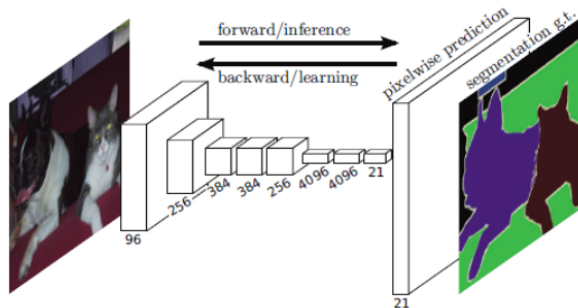 forward/inference
backward/learning
pixelwise prediction
segmentation g.t.
96
256
384
384
256
4096
4096
21
21